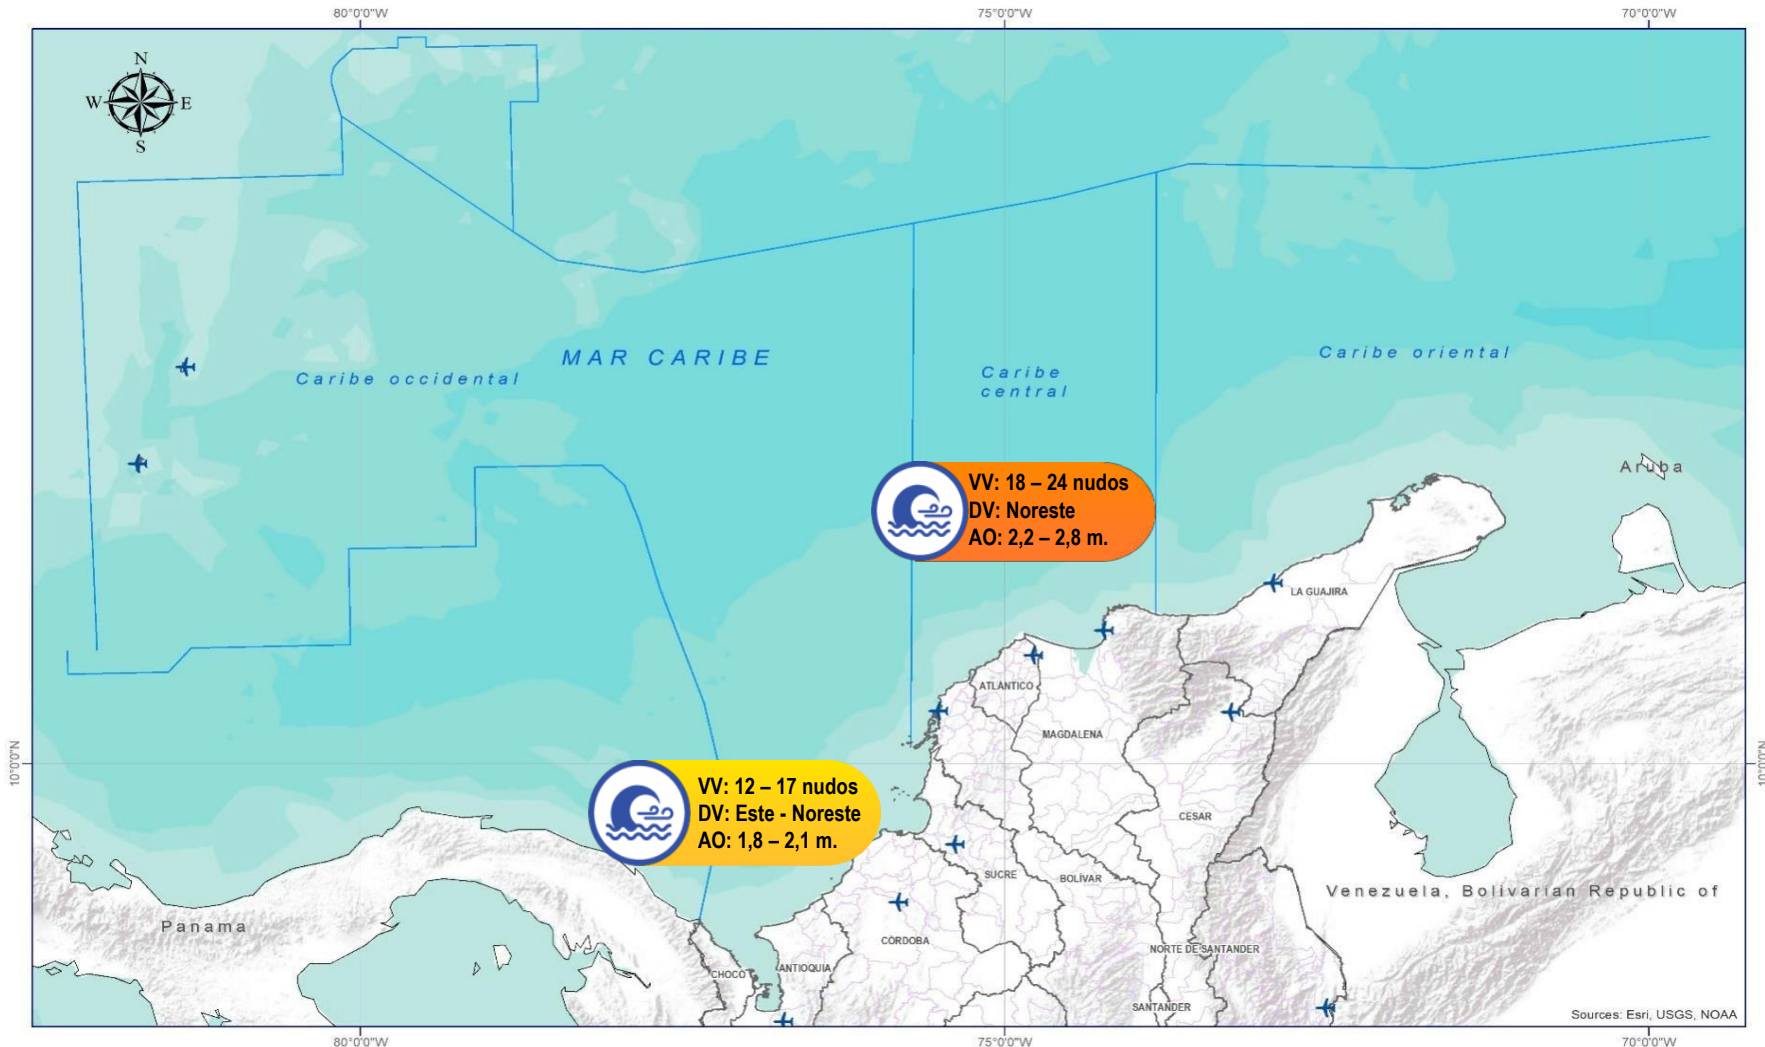 80°0'0"W
75°0'0"W
70°0'0"W
N
W
E
S
MAR CARIBE
Caribe occidental
Caribe
central
Caribe oriental
Aruba
VV: 18 – 24 nudos
DV: Noreste
AO: 2,2 – 2,8 m.
LA GUAJIRA
ATLÁNTICO
MAGDALENA
10°0'0"N
10°0'0"N
VV: 12 – 17 nudos
DV: Este - Noreste
AO: 1,8 – 2,1 m.
CESAR
SUCRE
BOLÍVAR
Venezuela, Bolivarian Republic of
Panama
CÓRDOBA
NORTE DE SANTANDER
CHOCO
ANTIOQUIA
SANTANDER
Sources: Esri, USGS, NOAA
80°0'0"W
75°0'0"W
70°0'0"W